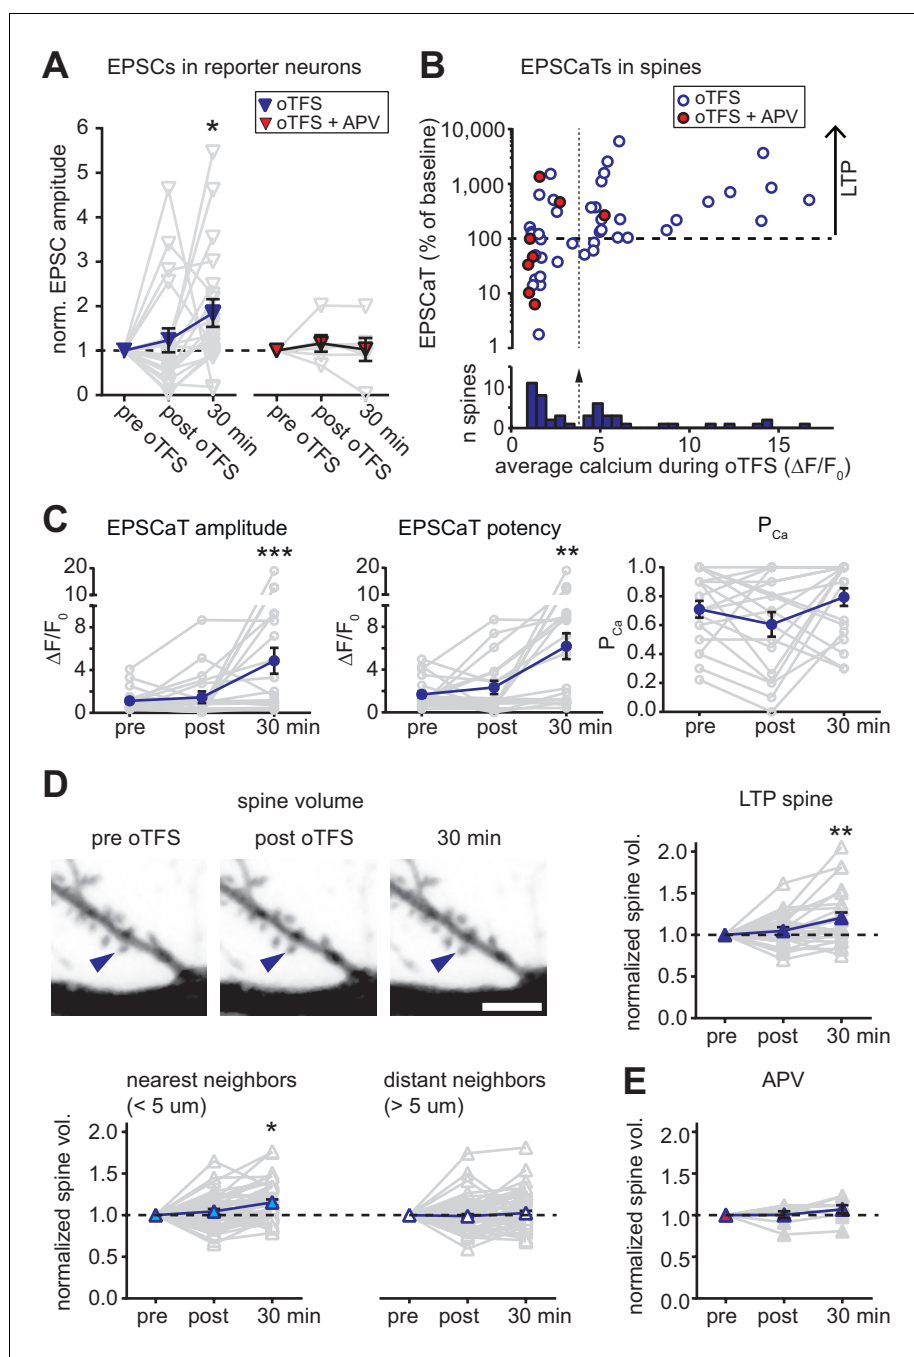 A
EPSCs in reporter neurons
oTFS
oTFS + APV
*
6
5
4
3
2
1
0
norm. EPSC ampitude
pre oTFS
post oTFS
30 min
pre oTFS
post oTFS
30 min
B
EPSCaTs in spines
oTFS
oTFS + APV
10,000
1,000
100
10
1
EPSCaT (% of baseline)
LTP
10
0
n spines
0
5
10
15
average calcium during oTFS (ΔF/F0)
C
EPSCaT amplitude
***
20
10
8
4
0
ΔF/F0
pre
post
30 min
EPSCaT potency
**
20
10
8
4
0
ΔF/F0
pre
post
30 min
PCa
1.0
0.8
0.6
0.4
0.2
0.0
PCa
pre
post
30 min
D
spine volume
pre oTFS
post oTFS
30 min
LTP spine
**
2.0
1.5
1.0
0.5
0.0
normalized spine vol.
pre
post
30 min
nearest neighbors
(< 5 um)
*
2.0
1.5
1.0
0.5
0.0
normalized spine vol.
pre
post
30 min
distant neighbors
(> 5 um)
pre
post
30 min
E
APV
2.0
1.5
1.0
0.5
0.0
normalized spine vol.
pre
post
30 min